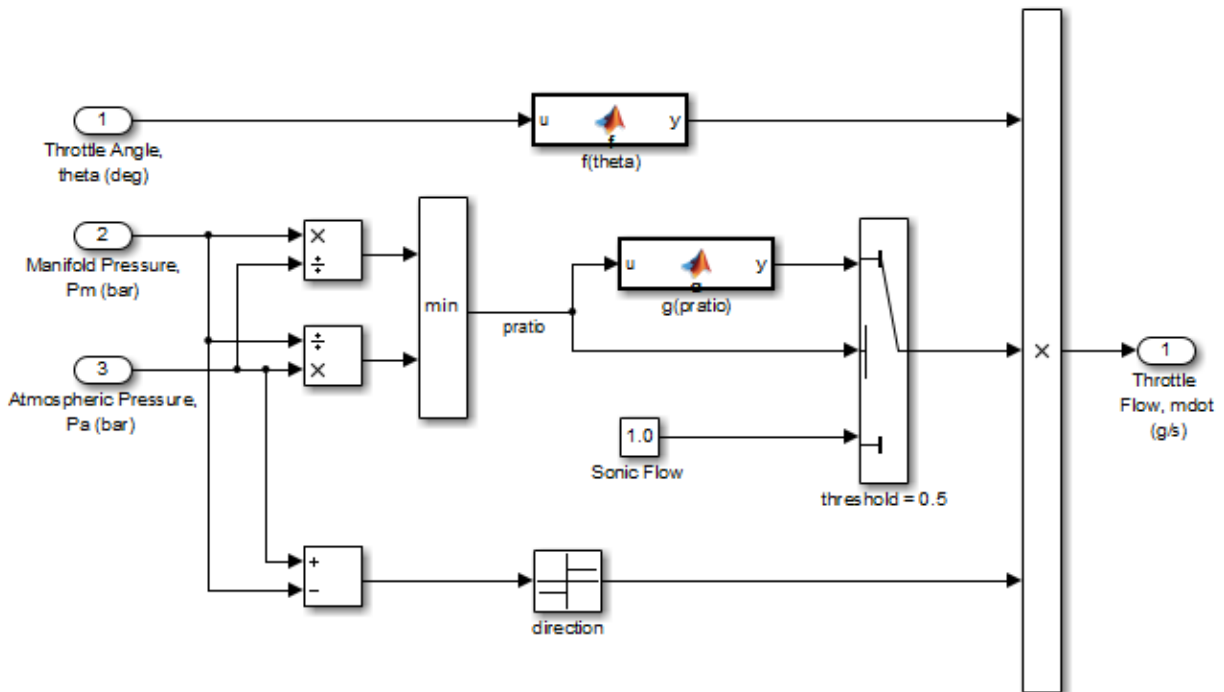 1
Throttle Angle,
theta (deg)
u
f
y
f(theta)
2
Manifold Pressure,
Pm (bar)
×
÷
÷
×
3
Atmospheric Pressure,
Pa (bar)
min
pratio
u
y
g(pratio)
1.0
Sonic Flow
threshold = 0.5
+
−
direction
×
1
Throttle
Flow, mdot
(g/s)